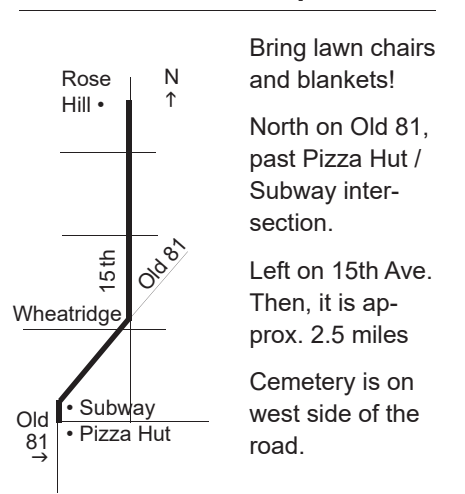 Rose
Hill •
N
↑
15th
Old 81
Wheatridge
• Subway
• Pizza Hut
Old
81
→
Bring lawn chairs
and blankets!
North on Old 81,
past Pizza Hut /
Subway inter-
section.
Left on 15th Ave.
Then, it is ap-
prox. 2.5 miles
Cemetery is on
west side of the
road.